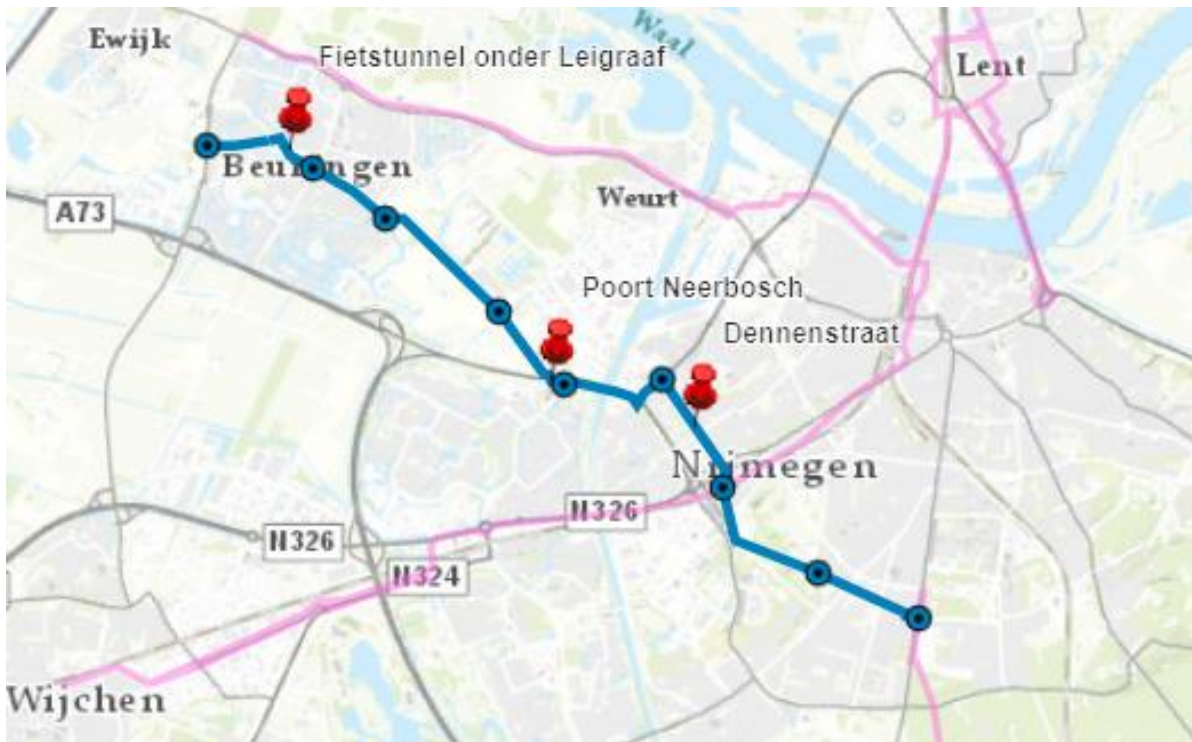 Ewijk
Waal
Fietstunnel onder Leigraaf
Lent
Beuningen
Weurt
A73
Poort Neerbosch
Dennenstraat
Nijmegen
N326
N326
N324
Wijchen